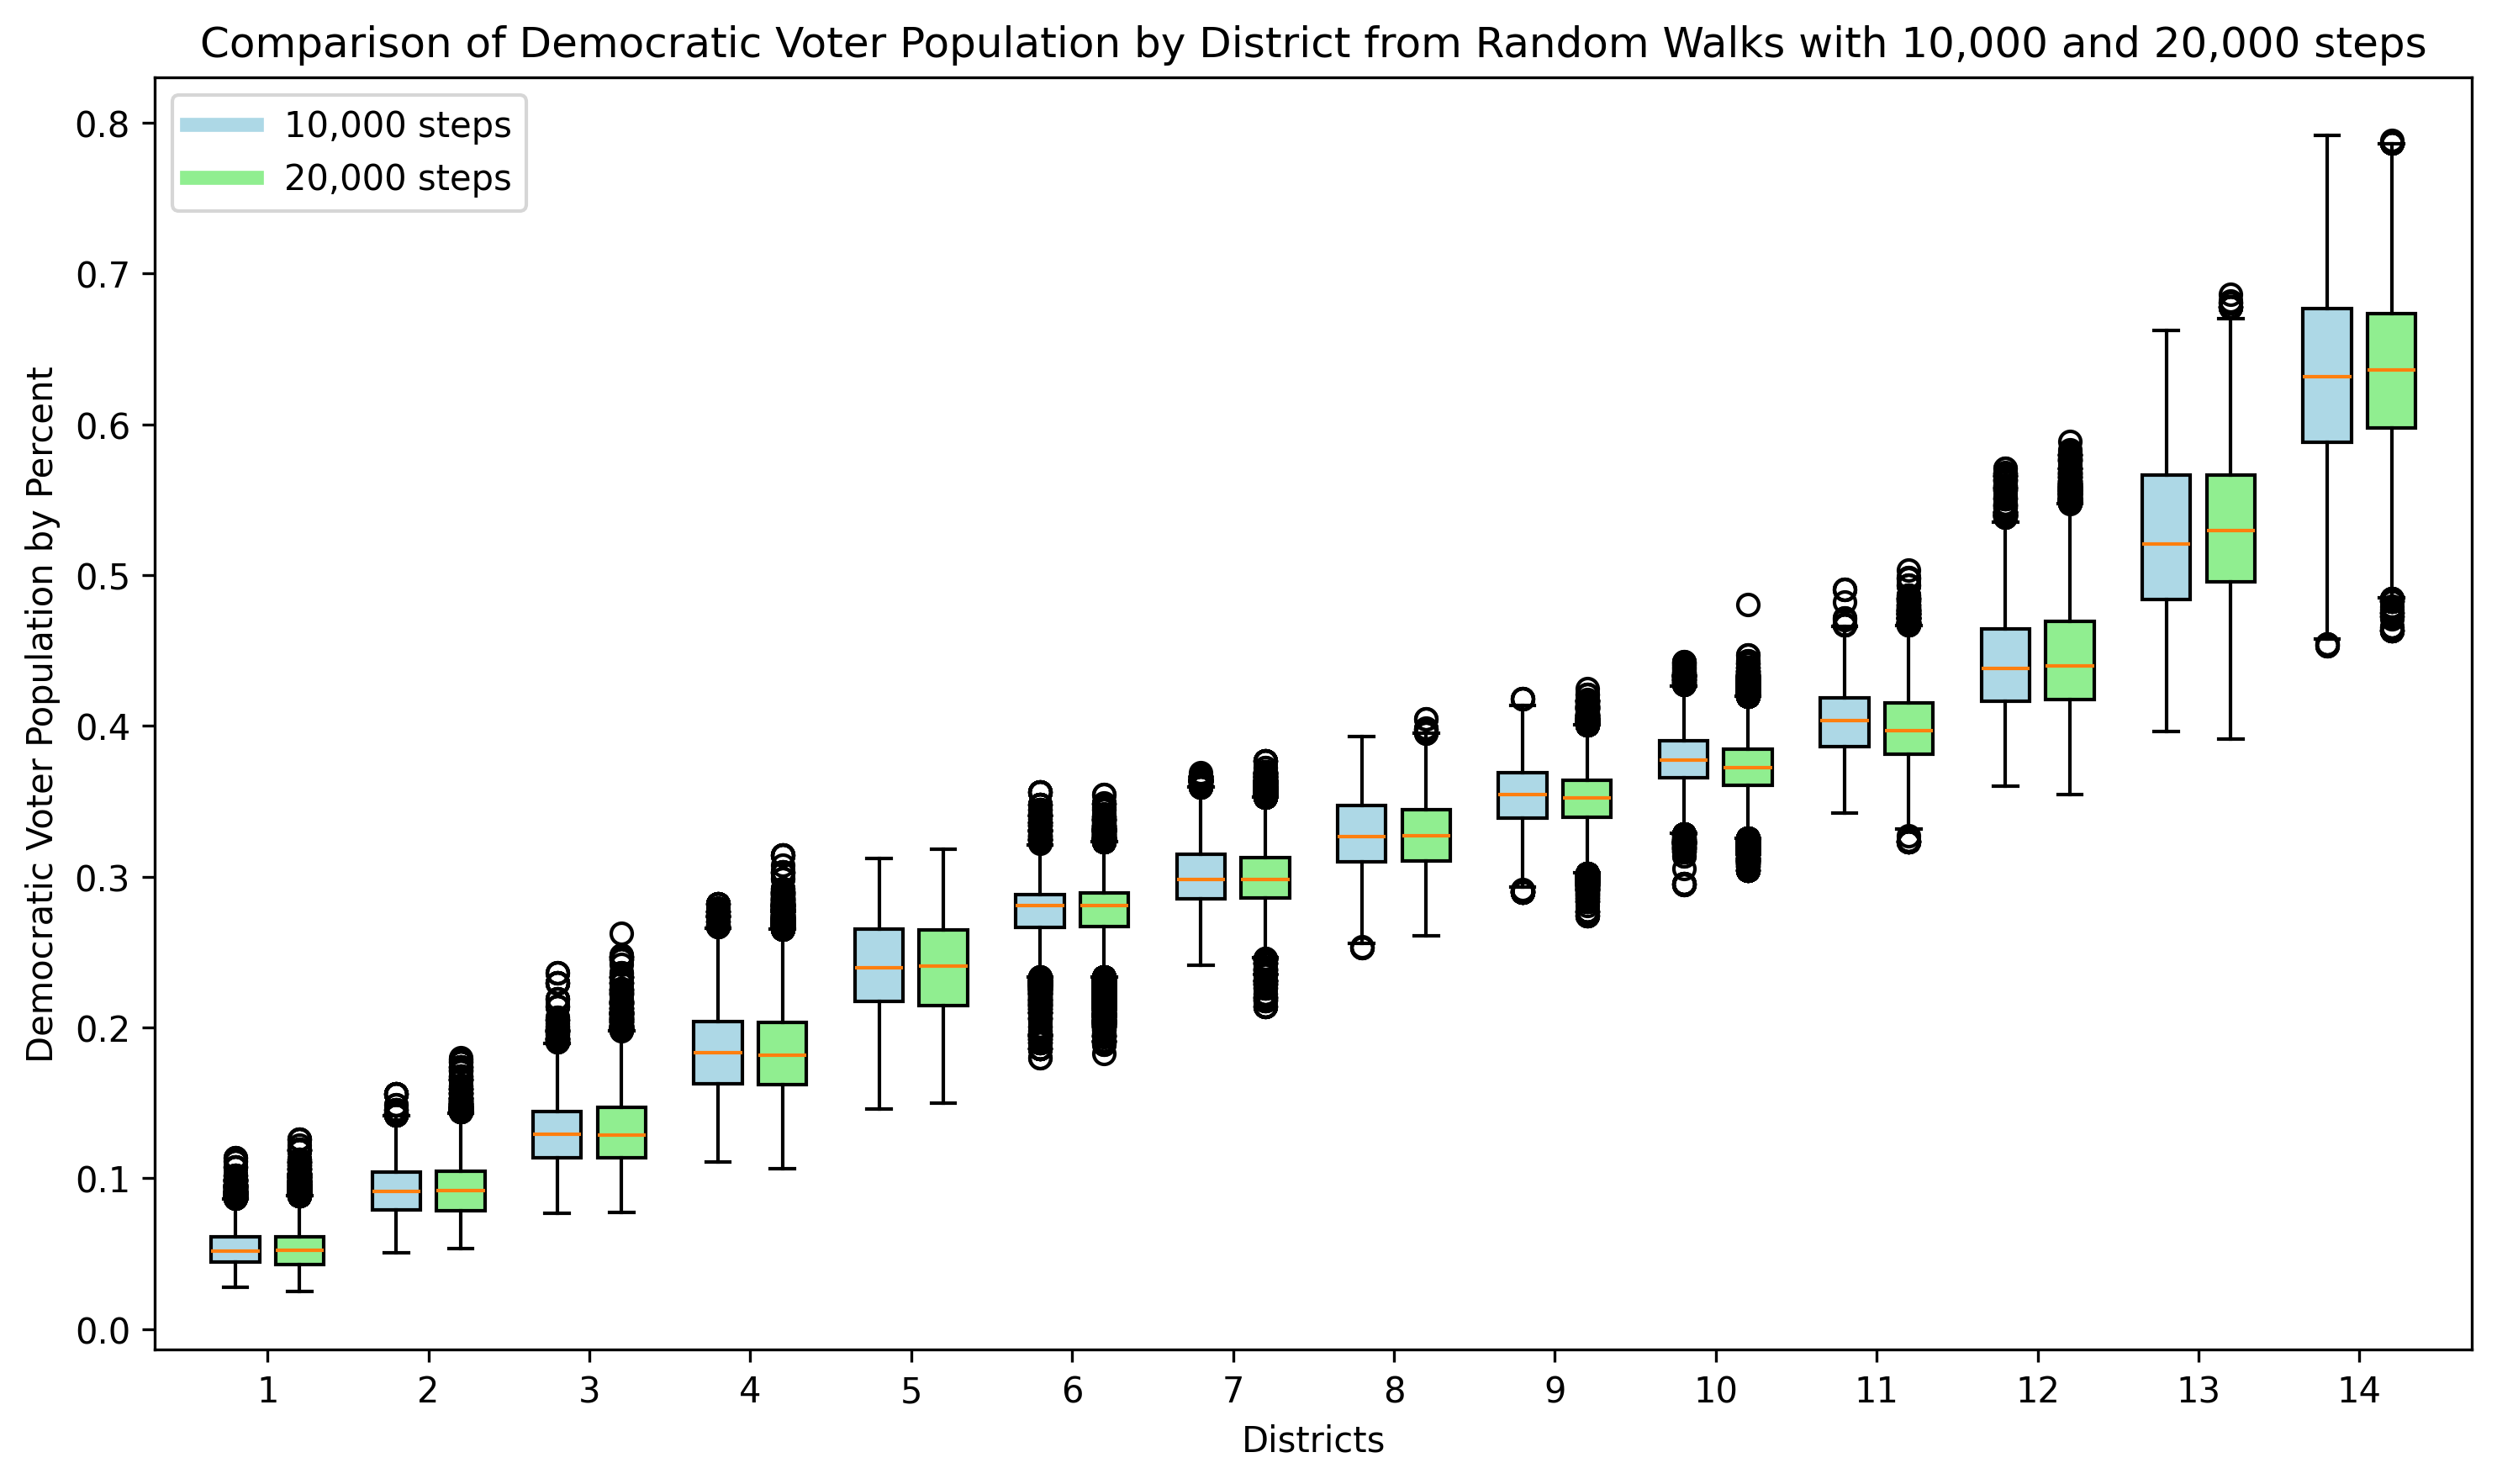 Comparison of Democratic Voter Population by District from Random Walks with 10,000 and 20,000 steps
10,000 steps
20,000 steps
Democratic Voter Population by Percent
0.8
0.7
0.6
0.5
0.4
0.3
0.2
0.1
0.0
1 2 3 4 5 6 7 8 9 10 11 12 13 14
Districts